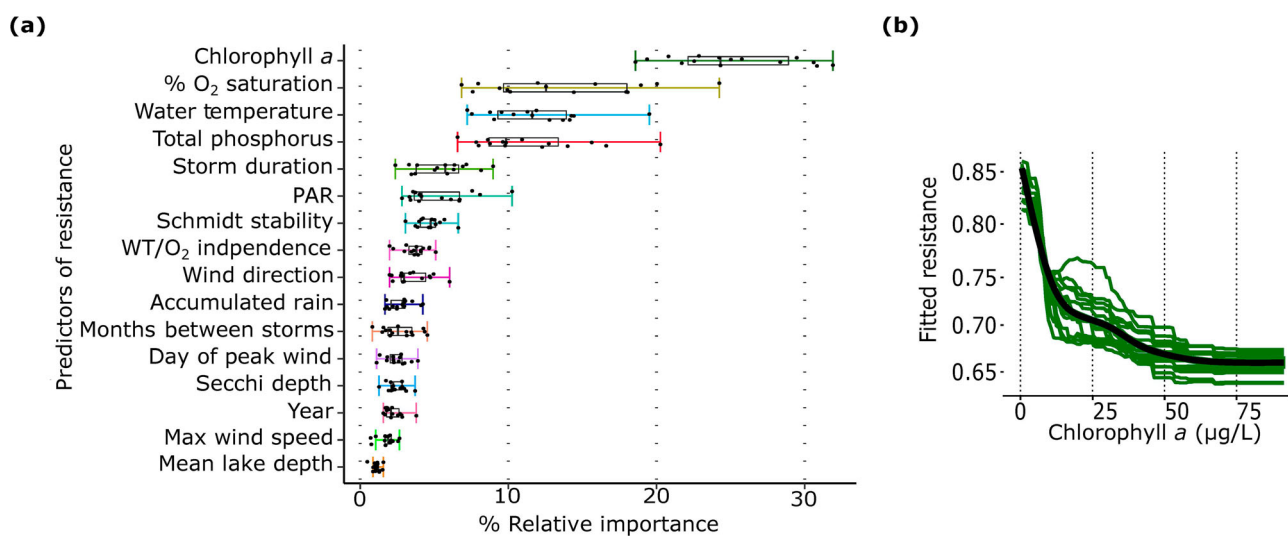 (a)
Predictors of resistance
Chlorophyll a
% O₂ saturation
Water temperature
Total phosphorus
Storm duration
PAR
Schmidt stability
WT/O₂ indpendence
Wind direction
Accumulated rain
Months between storms
Day of peak wind
Secchi depth
Year
Max wind speed
Mean lake depth
0 10 20 30
% Relative importance
(b)
Fitted resistance
0.85
0.80
0.75
0.70
0.65
0 25 50 75
Chlorophyll a (µg/L)